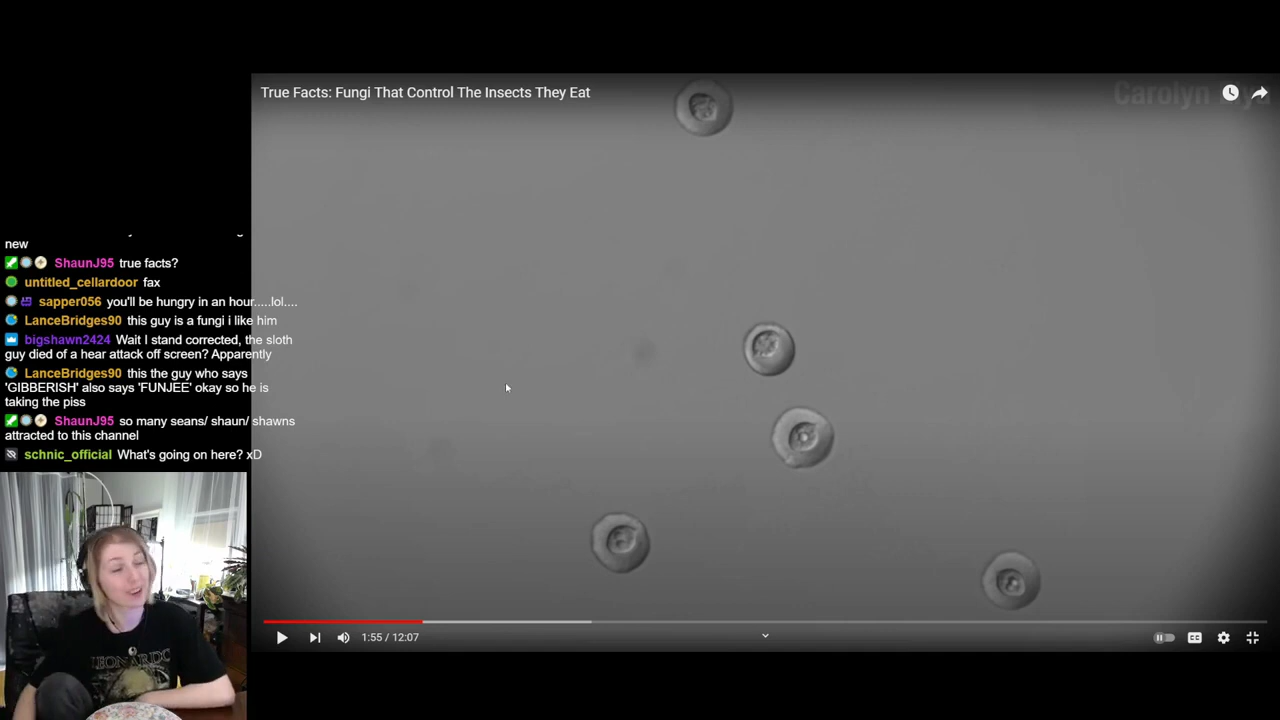 True Facts: Fungi That Control The Insects They Eat
Carolyn
new
ShaunJ95 true facts?
untitled_cellardoor fax
sapper056 you'll be hungry in an hour.....lol....
LanceBridges90 this guy is a fungi i like him
bigshawn2424 Wait I stand corrected, the sloth
guy died of a hear attack off screen? Apparently
LanceBridges90 this the guy who says
'GIBBERISH' also says 'FUNJEE' okay so he is
taking the piss
ShaunJ95 so many seans/ shaun/ shawns
attracted to this channel
schnic_official What's going on here? xD
LEONARDO
1:55 / 12:07
CC